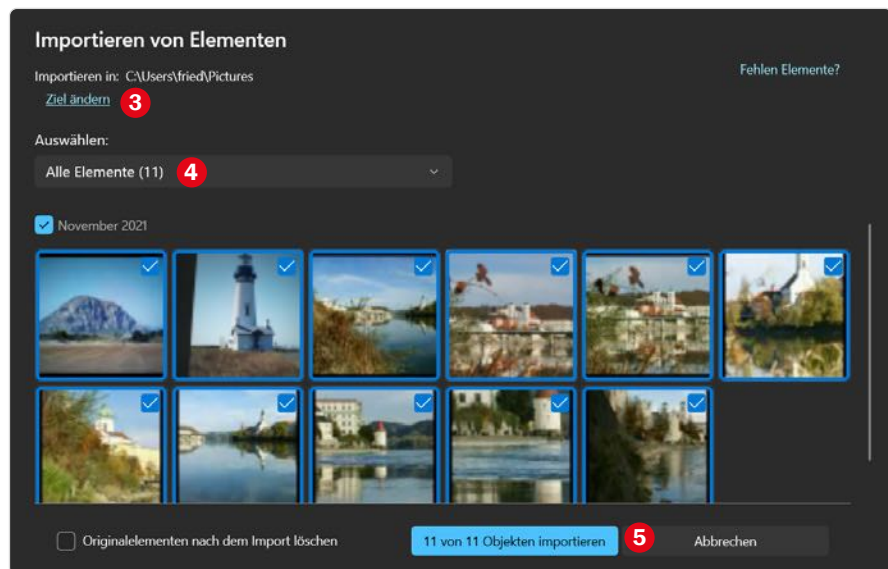 Importieren von Elementen
Importieren in: C:\Users\fried\Pictures
Fehlen Elemente?
Ziel ändern 3
Auswählen:
Alle Elemente (11) 4
November 2021
Originalelementen nach dem Import löschen
11 von 11 Objekten importieren 5
Abbrechen